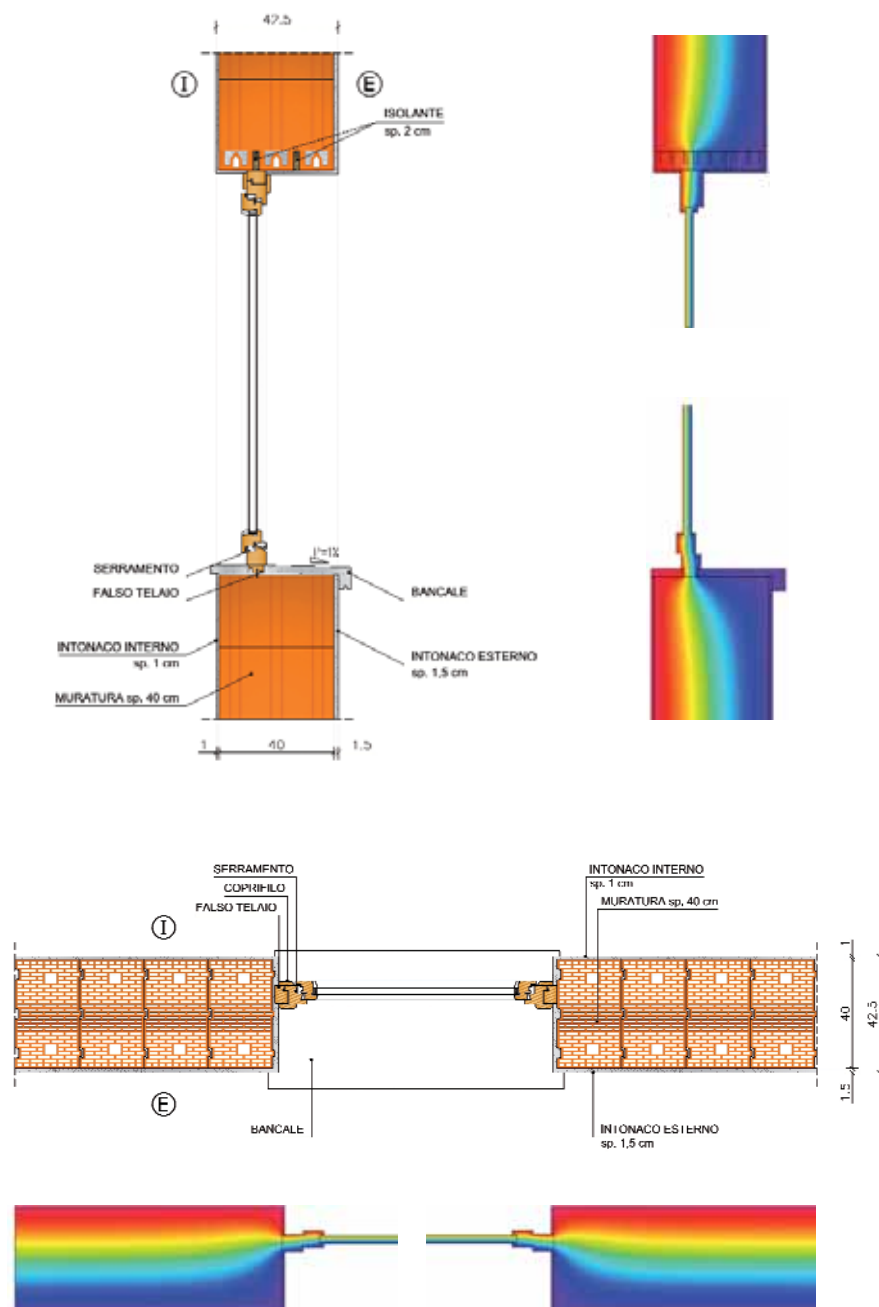 42.5
I
E
ISOLANTE
sp. 2 cm
P=1%
SERRAMENTO
FALSO TELAIO
BANCALE
INTONACO INTERNO
sp. 1 cm
INTONACO ESTERNO
sp. 1,5 cm
MURATURA sp. 40 cm
1
40
1.5
SERRAMENTO
COPRIFILO
FALSO TELAIO
INTONACO INTERNO
sp. 1 cm
MURATURA sp. 40 cm
I
1
40
42.5
1.5
E
BANCALE
INTONACO ESTERNO
sp. 1,5 cm